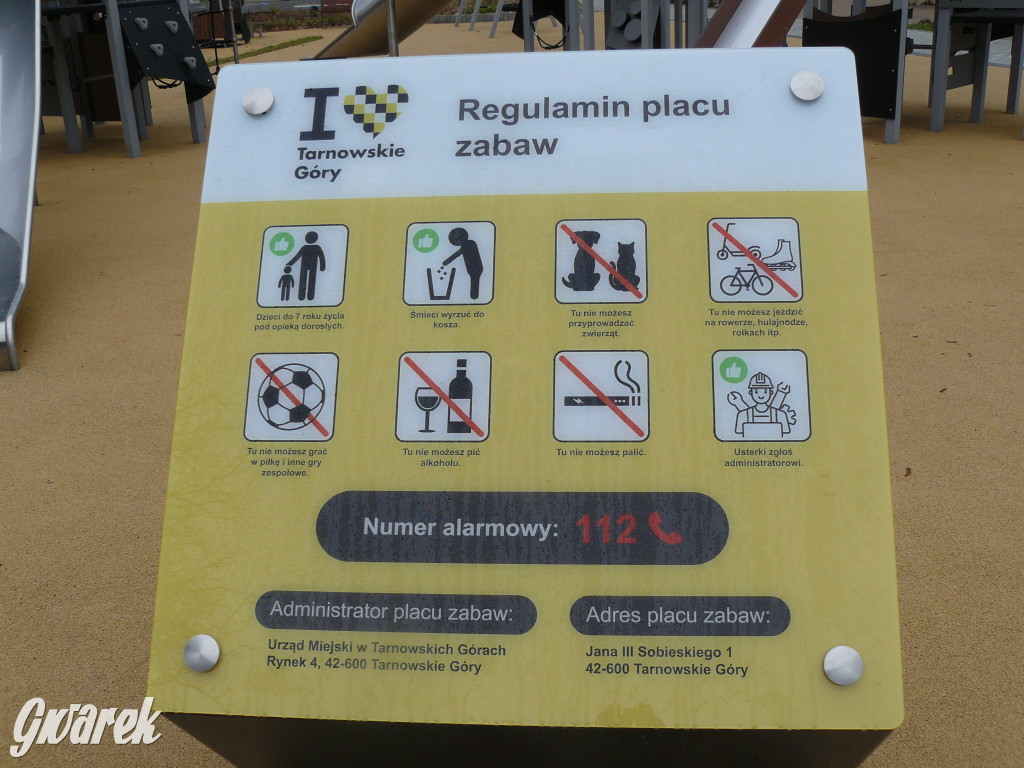 I
Tarnowskie
Góry
Regulamin placu
zabaw
Dzieci do 7 roku życia
pod opieką dorosłych.
Śmieci wyrzuć do
kosza.
Tu nie możesz
przyprowadzać
zwierząt.
Tu nie możesz jeździć
na rowerze, hulajnodze,
rolkach itp.
Tu nie możesz grać
w piłkę i inne gry
zespołowe.
Tu nie możesz pić
alkoholu.
Tu nie możesz palić.
Usterki zgłoś
administratorowi.
Numer alarmowy: 112
Administrator placu zabaw:
Urząd Miejski w Tarnowskich Górach
Rynek 4, 42-600 Tarnowskie Góry
Adres placu zabaw:
Jana III Sobieskiego 1
42-600 Tarnowskie Góry
Gwarek